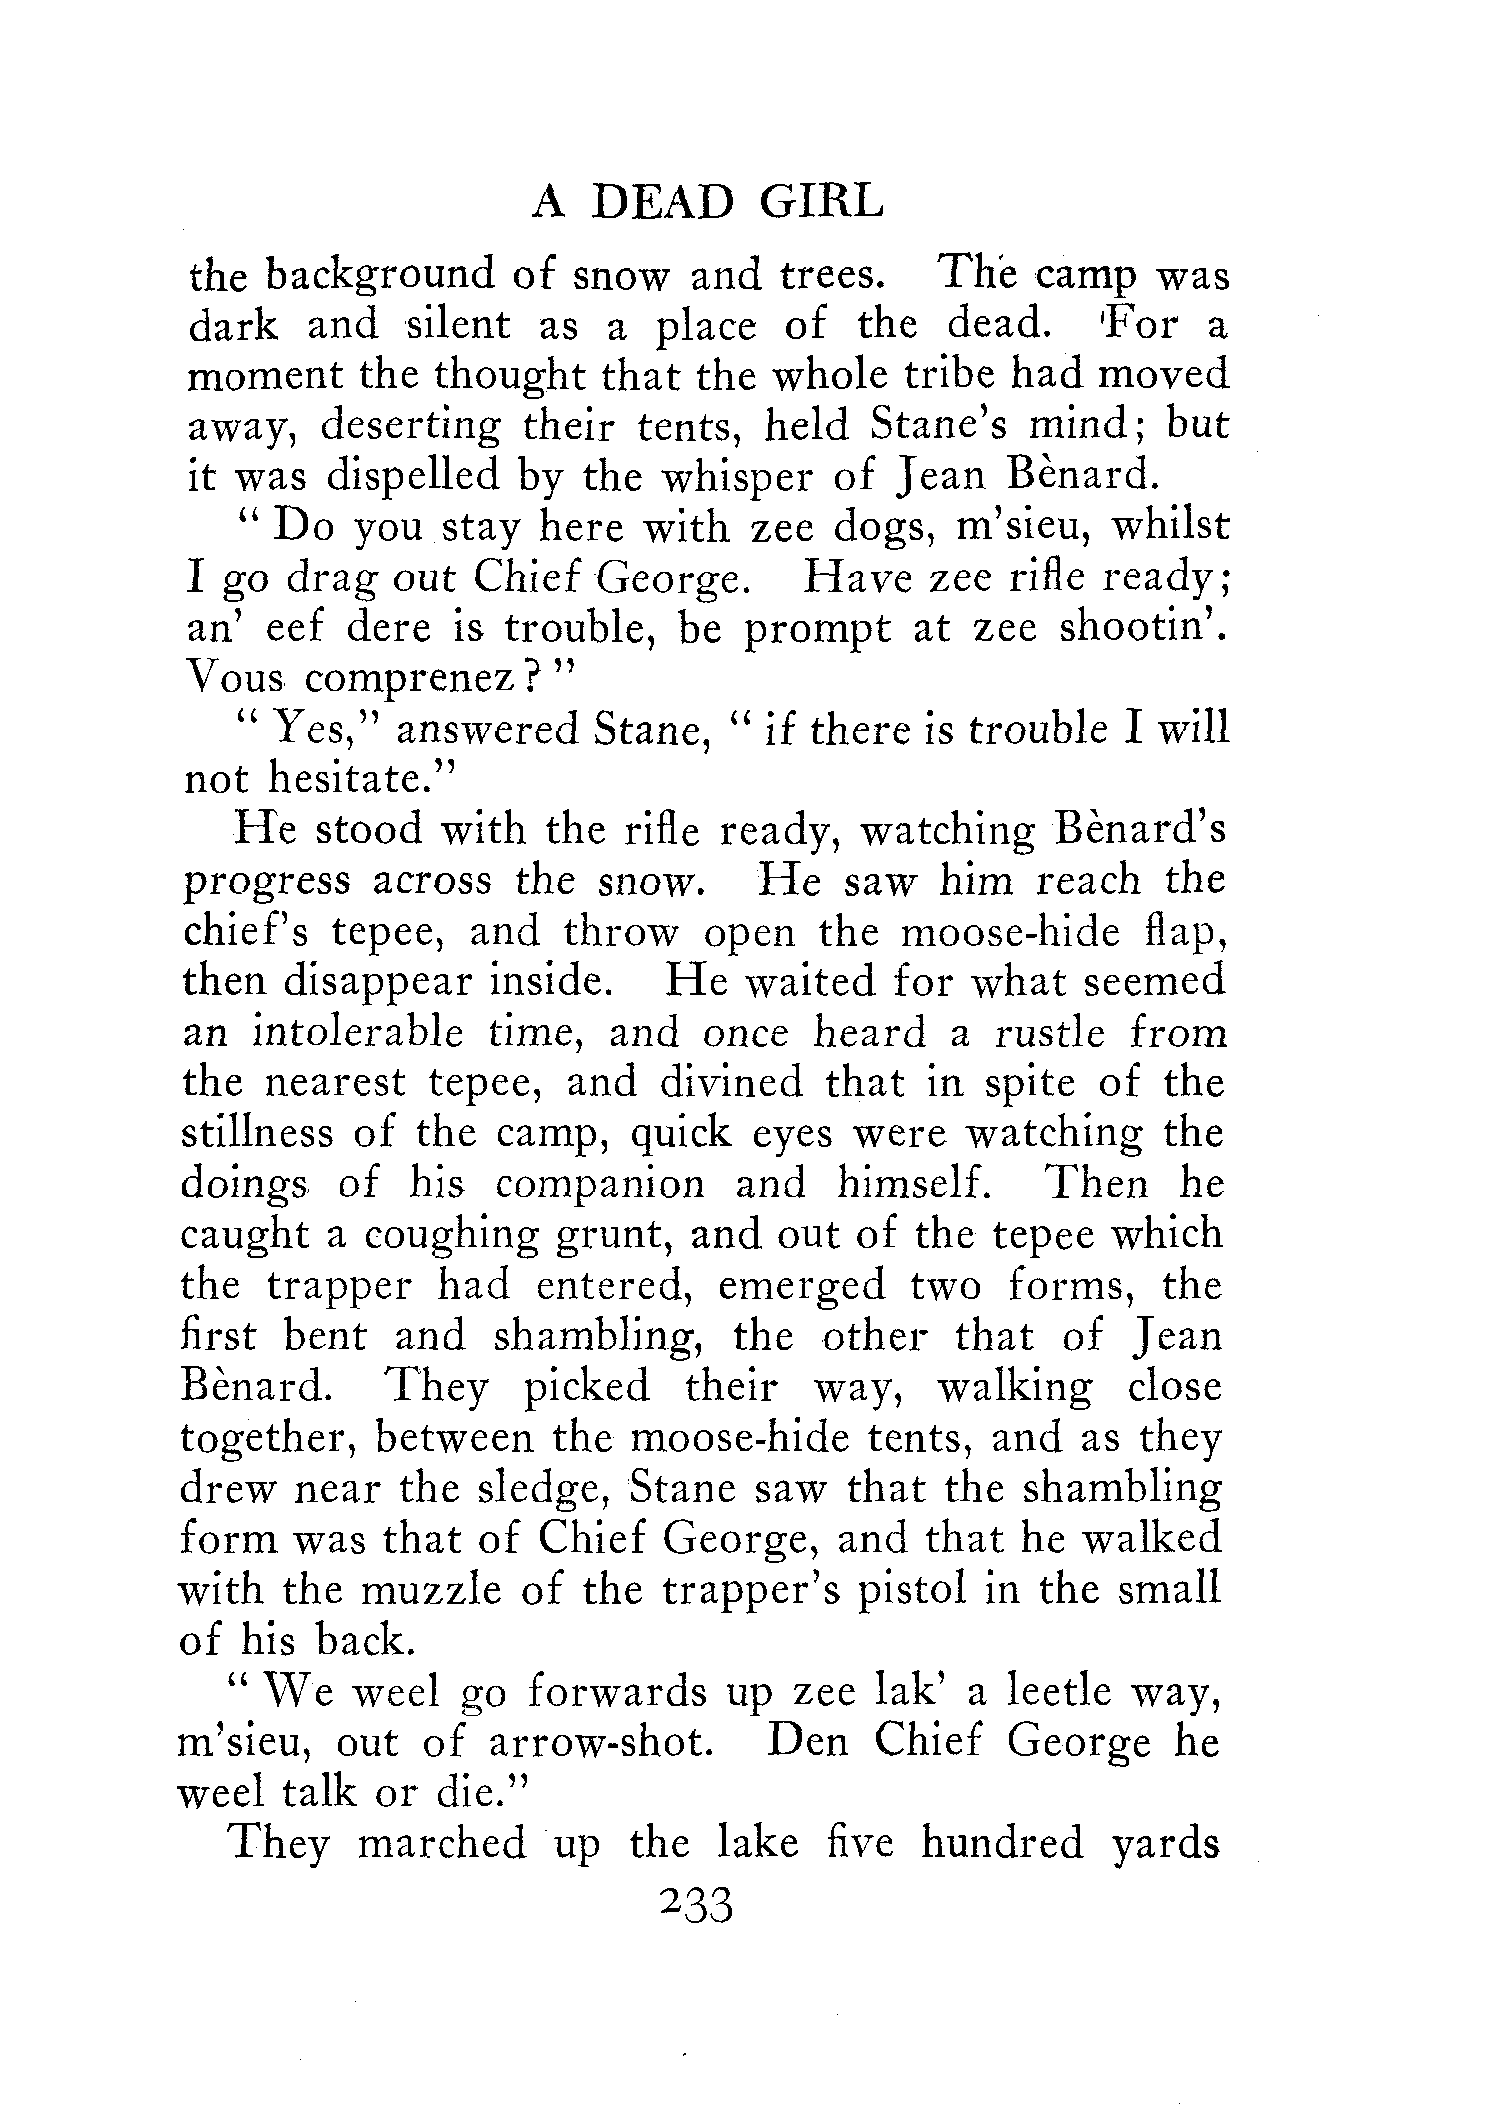 A DEAD GIRL
the background of snow and trees. The camp was
dark and silent as a place of the dead. For a
moment the thought that the whole tribe had moved
away, deserting their tents, held Stane's mind; but
it was dispelled by the whisper of Jean Bènard.
“ Do you stay here with zee dogs, m'sieu, whilst
I go drag out Chief George. Have zee rifle ready;
an' eef dere is trouble, be prompt at zee shootin'.
Vous comprenez? ”
“ Yes,” answered Stane, “ if there is trouble I will
not hesitate.”
He stood with the rifle ready, watching Bènard's
progress across the snow. He saw him reach the
chief's tepee, and throw open the moose-hide flap,
then disappear inside. He waited for what seemed
an intolerable time, and once heard a rustle from
the nearest tepee, and divined that in spite of the
stillness of the camp, quick eyes were watching the
doings of his companion and himself. Then he
caught a coughing grunt, and out of the tepee which
the trapper had entered, emerged two forms, the
first bent and shambling, the other that of Jean
Bènard. They picked their way, walking close
together, between the moose-hide tents, and as they
drew near the sledge, Stane saw that the shambling
form was that of Chief George, and that he walked
with the muzzle of the trapper's pistol in the small
of his back.
“ We weel go forwards up zee lak' a leetle way,
m'sieu, out of arrow-shot. Den Chief George he
weel talk or die.”
They marched up the lake five hundred yards
233